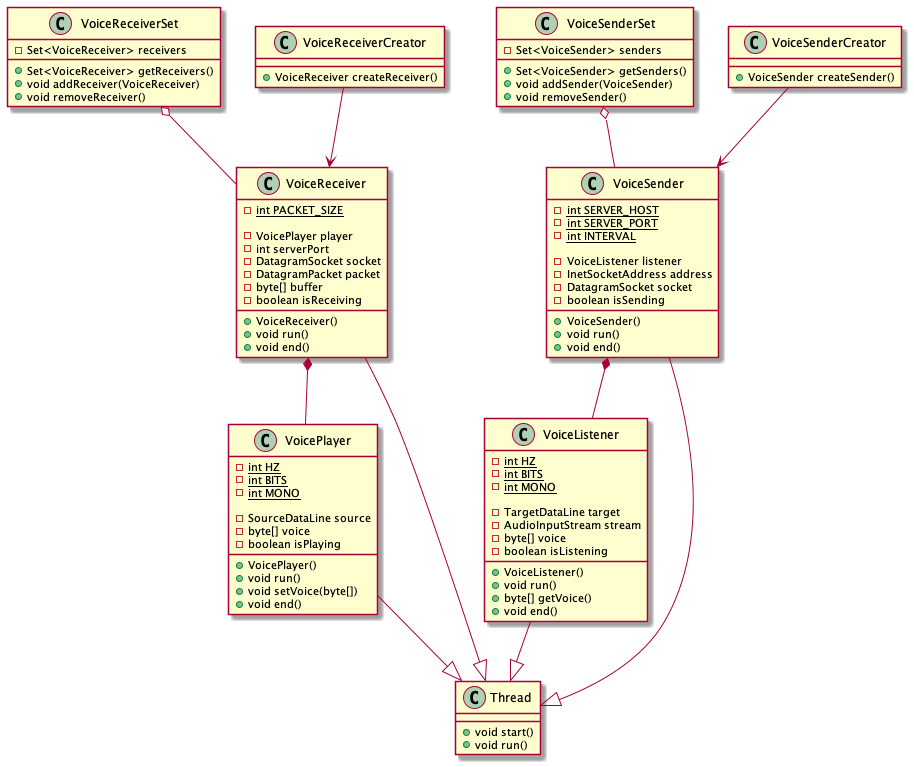 C VoiceReceiverSet
Set<VoiceReceiver> receivers
Set<VoiceReceiver> getReceivers()
void addReceiver(VoiceReceiver)
void removeReceiver()
C VoiceReceiverCreator
VoiceReceiver createReceiver()
C VoiceSenderSet
Set<VoiceSender> senders
Set<VoiceSender> getSenders()
void addSender(VoiceSender)
void removeSender()
C VoiceSenderCreator
VoiceSender createSender()
C VoiceReceiver
int PACKET_SIZE
VoicePlayer player
int serverPort
DatagramSocket socket
DatagramPacket packet
byte[] buffer
boolean isReceiving
VoiceReceiver()
void run()
void end()
C VoiceSender
int SERVER_HOST
int SERVER_PORT
int INTERVAL
VoiceListener listener
InetSocketAddress address
DatagramSocket socket
boolean isSending
VoiceSender()
void run()
void end()
C VoicePlayer
int HZ
int BITS
int MONO
SourceDataLine source
byte[] voice
boolean isPlaying
VoicePlayer()
void run()
void setVoice(byte[])
void end()
C VoiceListener
int HZ
int BITS
int MONO
TargetDataLine target
AudioInputStream stream
byte[] voice
boolean isListening
VoiceListener()
void run()
byte[] getVoice()
void end()
C Thread
void start()
void run()